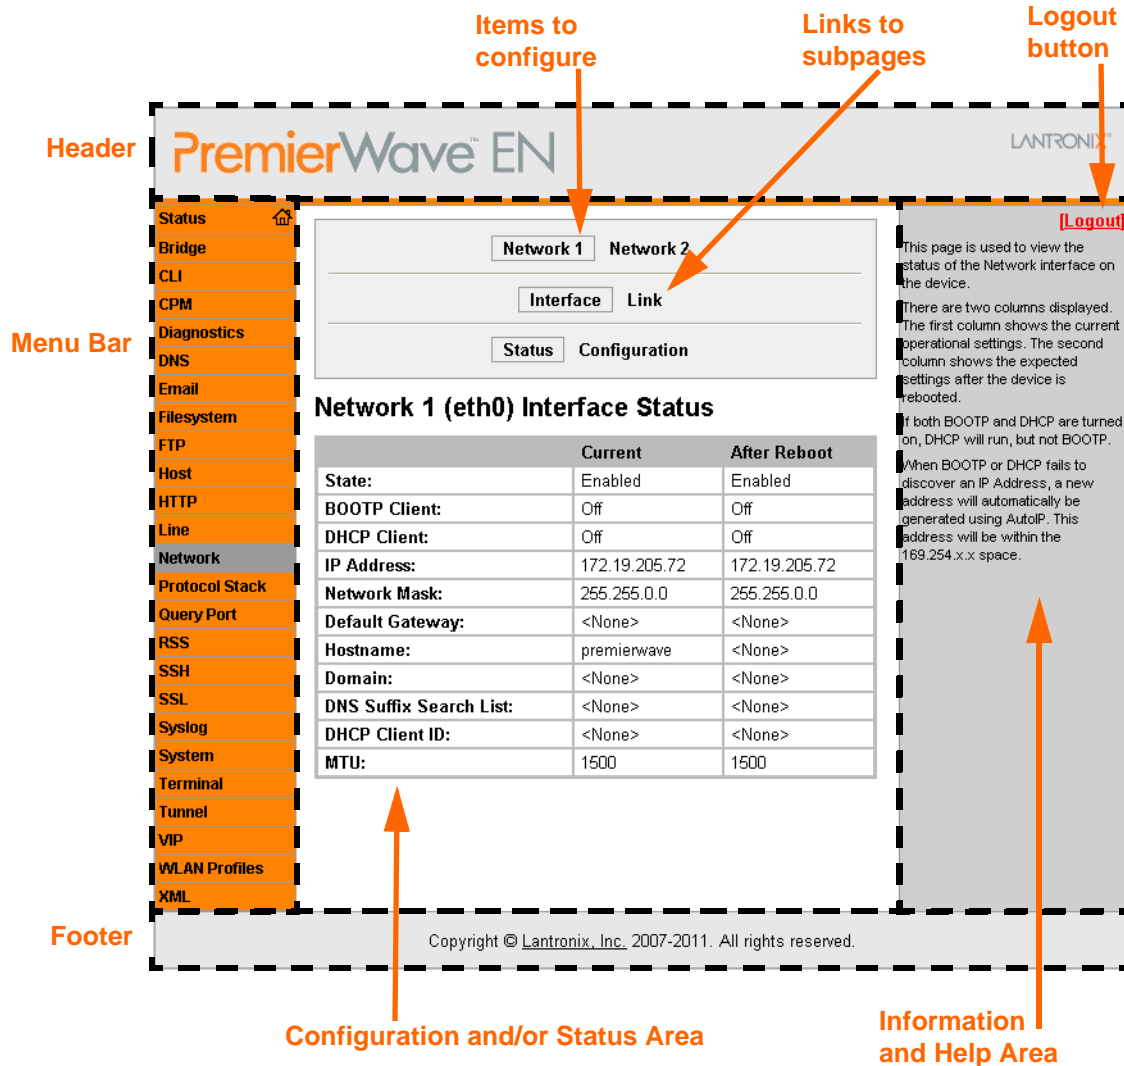 Items to
configure
Links to
subpages
Logout
button
Header
PremierWave™ EN
LANTRONIX®
Menu Bar
Status
Bridge
CLI
CPM
Diagnostics
DNS
Email
Filesystem
FTP
Host
HTTP
Line
Network
Protocol Stack
Query Port
RSS
SSH
SSL
Syslog
System
Terminal
Tunnel
VIP
WLAN Profiles
XML
Network 1 Network 2
Interface Link
Status Configuration
Network 1 (eth0) Interface Status
Current After Reboot
State: Enabled Enabled
BOOTP Client: Off Off
DHCP Client: Off Off
IP Address: 172.19.205.72 172.19.205.72
Network Mask: 255.255.0.0 255.255.0.0
Default Gateway: <None> <None>
Hostname: premierwave <None>
Domain: <None> <None>
DNS Suffix Search List: <None> <None>
DHCP Client ID: <None> <None>
MTU: 1500 1500
[Logout]
This page is used to view the
status of the Network interface on
the device.
There are two columns displayed.
The first column shows the current
operational settings. The second
column shows the expected
settings after the device is
rebooted.
If both BOOTP and DHCP are turned
on, DHCP will run, but not BOOTP.
When BOOTP or DHCP fails to
discover an IP Address, a new
address will automatically be
generated using AutoIP. This
address will be within the
169.254.x.x space.
Footer
Copyright © Lantronix, Inc. 2007-2011. All rights reserved.
Configuration and/or Status Area
Information
and Help Area